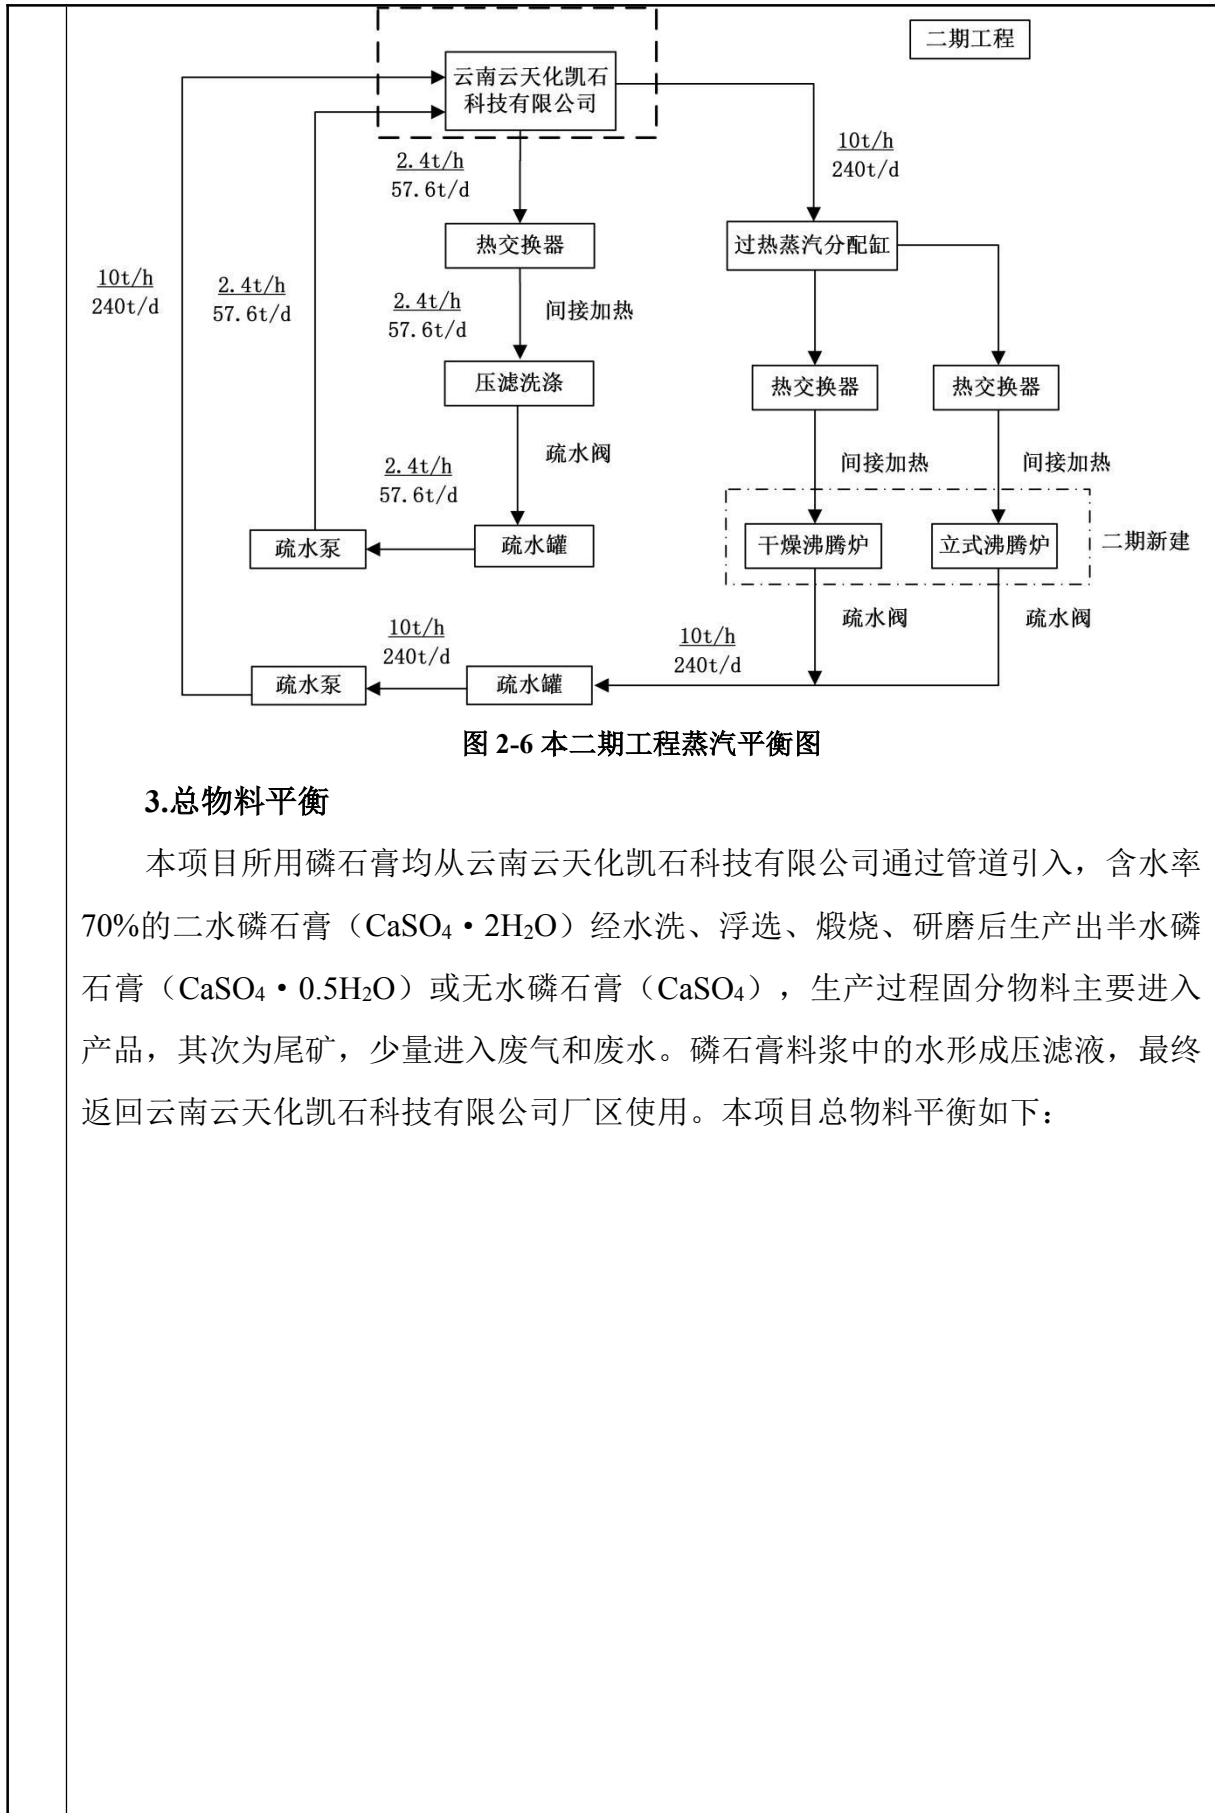 二期工程
云南云天化凯石
科技有限公司
2.4t/h
57.6t/d
10t/h
240t/d
热交换器
过热蒸汽分配缸
10t/h
240t/d
2.4t/h
57.6t/d
2.4t/h
57.6t/d
间接加热
压滤洗涤
热交换器
热交换器
疏水阀
间接加热
间接加热
2.4t/h
57.6t/d
疏水泵
疏水罐
干燥沸腾炉
立式沸腾炉
二期新建
疏水阀
疏水阀
10t/h
240t/d
10t/h
240t/d
疏水泵
疏水罐
图 2-6 本二期工程蒸汽平衡图
3.总物料平衡
本项目所用磷石膏均从云南云天化凯石科技有限公司通过管道引入，含水率
70%的二水磷石膏（CaSO₄·2H₂O）经水洗、浮选、煅烧、研磨后生产出半水磷
石膏（CaSO₄·0.5H₂O）或无水磷石膏（CaSO₄），生产过程固分物料主要进入
产品，其次为尾矿，少量进入废气和废水。磷石膏料浆中的水形成压滤液，最终
返回云南云天化凯石科技有限公司厂区使用。本项目总物料平衡如下：